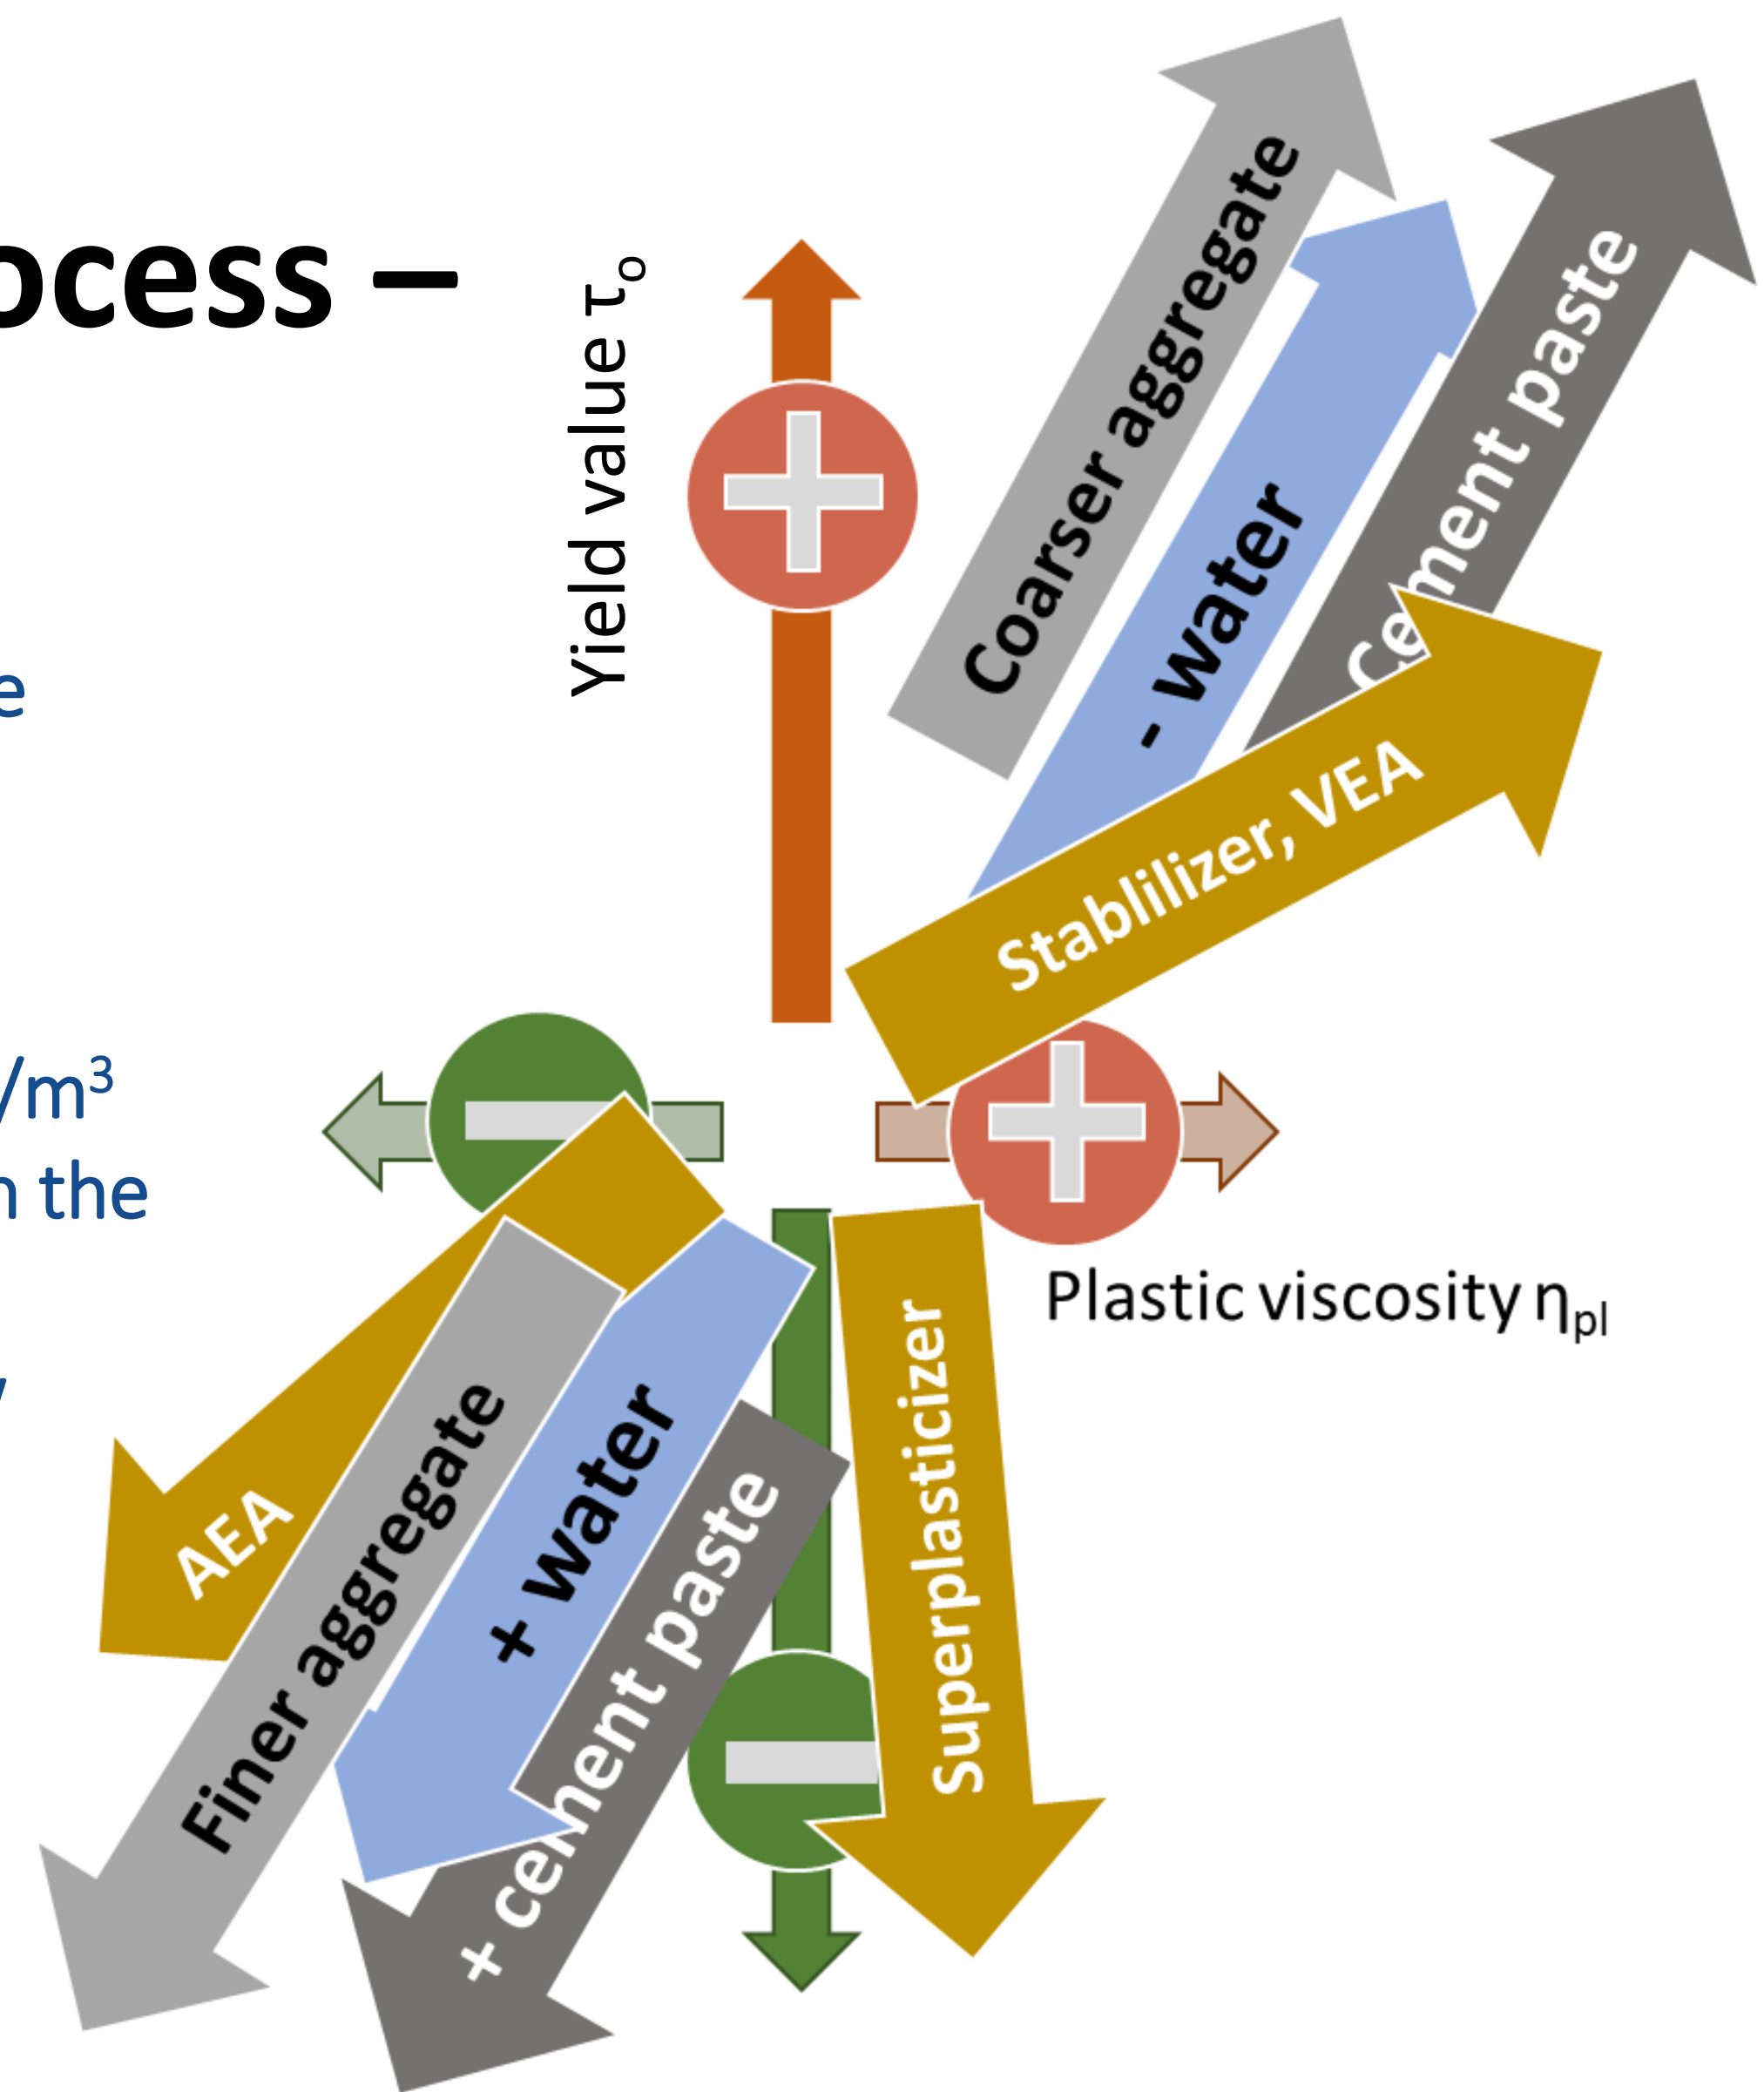 ocess –
e
/m³
n the
y
Yield value τₒ
Coarser aggregate
- water
Cement paste
Stablilizer, VEA
Plastic viscosity ηpl
AEA
Finer aggregate
+ water
+ cement paste
Superplasticizer